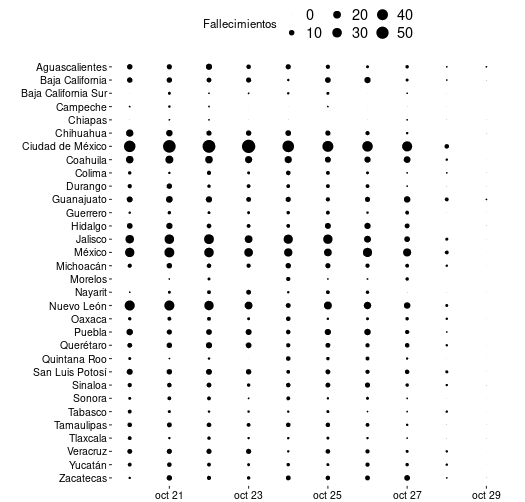 Fallecimientos
0 20 40
10 30 50
Aguascalientes
Baja California
Baja California Sur
Campeche
Chiapas
Chihuahua
Ciudad de México
Coahuila
Colima
Durango
Guanajuato
Guerrero
Hidalgo
Jalisco
México
Michoacán
Morelos
Nayarit
Nuevo León
Oaxaca
Puebla
Querétaro
Quintana Roo
San Luis Potosí
Sinaloa
Sonora
Tabasco
Tamaulipas
Tlaxcala
Veracruz
Yucatán
Zacatecas
oct 21 oct 23 oct 25 oct 27 oct 29